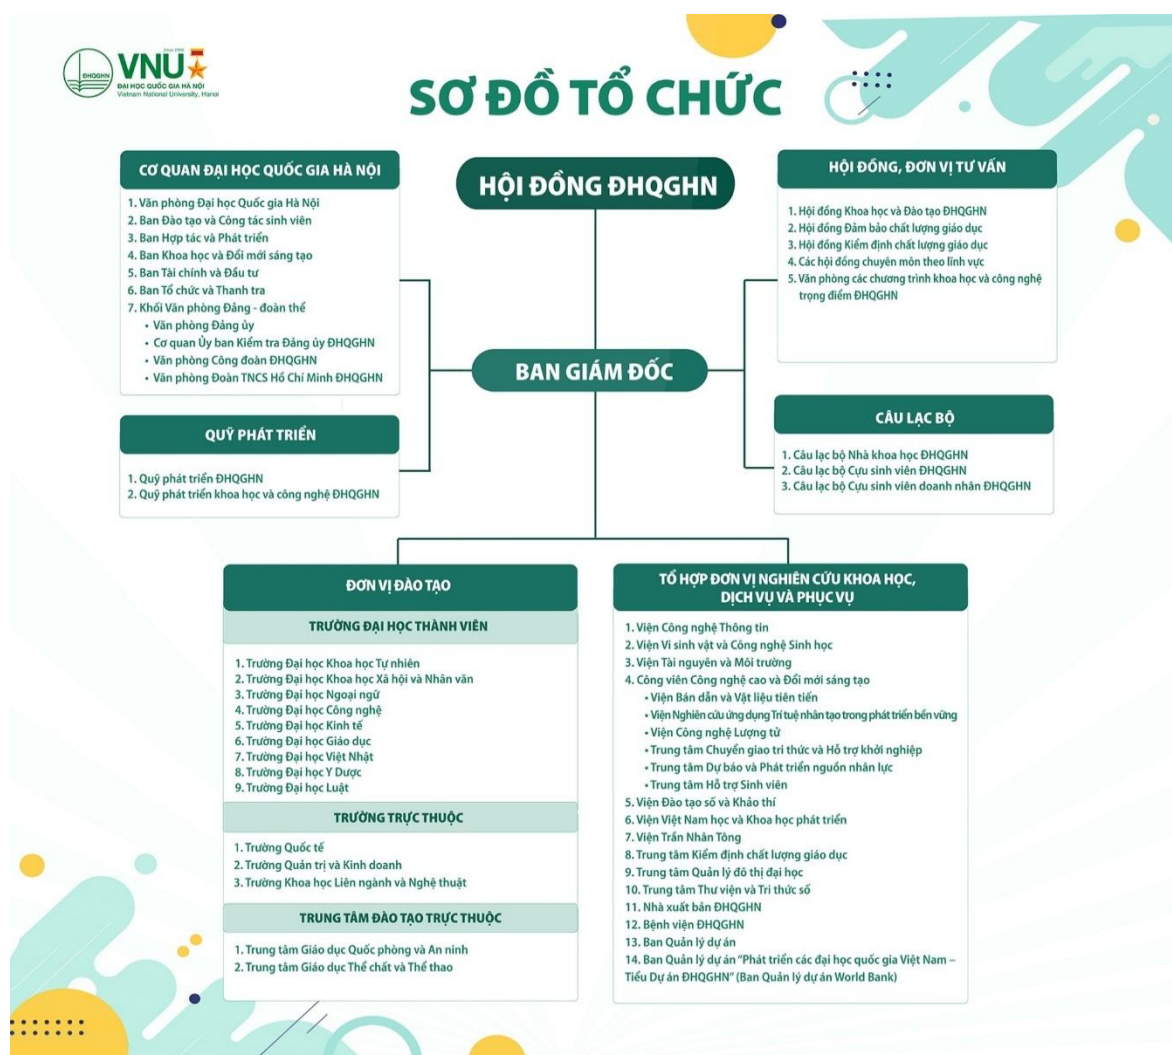 Since 1906
ĐHQGHN
VNU
ĐẠI HỌC QUỐC GIA HÀ NỘI
Vietnam National University, Hanoi
SƠ ĐỒ TỔ CHỨC
CƠ QUAN ĐẠI HỌC QUỐC GIA HÀ NỘI
1. Văn phòng Đại học Quốc gia Hà Nội
2. Ban Đào tạo và Công tác sinh viên
3. Ban Hợp tác và Phát triển
4. Ban Khoa học và Đổi mới sáng tạo
5. Ban Tài chính và Đầu tư
6. Ban Tổ chức và Thanh tra
7. Khối Văn phòng Đảng - đoàn thể
• Văn phòng Đảng ủy
• Cơ quan Ủy ban Kiểm tra Đảng ủy ĐHQGHN
• Văn phòng Công đoàn ĐHQGHN
• Văn phòng Đoàn TNCS Hồ Chí Minh ĐHQGHN
HỘI ĐỒNG ĐHQGHN
HỘI ĐỒNG, ĐƠN VỊ TƯ VẤN
1. Hội đồng Khoa học và Đào tạo ĐHQGHN
2. Hội đồng Đảm bảo chất lượng giáo dục
3. Hội đồng Kiểm định chất lượng giáo dục
4. Các hội đồng chuyên môn theo lĩnh vực
5. Văn phòng các chương trình khoa học và công nghệ
trọng điểm ĐHQGHN
BAN GIÁM ĐỐC
QUỸ PHÁT TRIỂN
1. Quỹ phát triển ĐHQGHN
2. Quỹ phát triển khoa học và công nghệ ĐHQGHN
CÂU LẠC BỘ
1. Câu lạc bộ Nhà khoa học ĐHQGHN
2. Câu lạc bộ Cựu sinh viên ĐHQGHN
3. Câu lạc bộ Cựu sinh viên doanh nhân ĐHQGHN
ĐƠN VỊ ĐÀO TẠO
TRƯỜNG ĐẠI HỌC THÀNH VIÊN
1. Trường Đại học Khoa học Tự nhiên
2. Trường Đại học Khoa học Xã hội và Nhân văn
3. Trường Đại học Ngoại ngữ
4. Trường Đại học Công nghệ
5. Trường Đại học Kinh tế
6. Trường Đại học Giáo dục
7. Trường Đại học Việt Nhật
8. Trường Đại học Y Dược
9. Trường Đại học Luật
TRƯỜNG TRỰC THUỘC
1. Trường Quốc tế
2. Trường Quản trị và Kinh doanh
3. Trường Khoa học Liên ngành và Nghệ thuật
TRUNG TÂM ĐÀO TẠO TRỰC THUỘC
1. Trung tâm Giáo dục Quốc phòng và An ninh
2. Trung tâm Giáo dục Thể chất và Thể thao
TỔ HỢP ĐƠN VỊ NGHIÊN CỨU KHOA HỌC,
DỊCH VỤ VÀ PHỤC VỤ
1. Viện Công nghệ Thông tin
2. Viện Vi sinh vật và Công nghệ Sinh học
3. Viện Tài nguyên và Môi trường
4. Công viên Công nghệ cao và Đổi mới sáng tạo
• Viện Bán dẫn và Vật liệu tiên tiến
• Viện Nghiên cứu ứng dụng Trí tuệ nhân tạo trong phát triển bền vững
• Viện Công nghệ Lượng tử
• Trung tâm Chuyển giao tri thức và Hỗ trợ khởi nghiệp
• Trung tâm Dự báo và Phát triển nguồn nhân lực
• Trung tâm Hỗ trợ Sinh viên
5. Viện Đào tạo số và Khảo thí
6. Viện Việt Nam học và Khoa học phát triển
7. Viện Trần Nhân Tông
8. Trung tâm Kiểm định chất lượng giáo dục
9. Trung tâm Quản lý đô thị đại học
10. Trung tâm Thư viện và Tri thức số
11. Nhà xuất bản ĐHQGHN
12. Bệnh viện ĐHQGHN
13. Ban Quản lý dự án
14. Ban Quản lý dự án “Phát triển các đại học quốc gia Việt Nam –
Tiểu Dự án ĐHQGHN” (Ban Quản lý dự án World Bank)